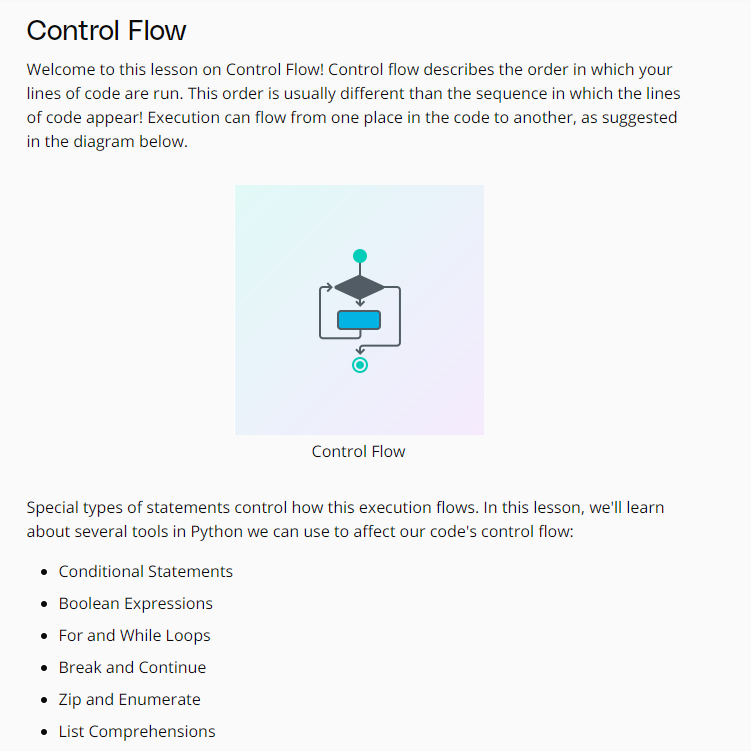 Control Flow
Welcome to this lesson on Control Flow! Control flow describes the order in which your
lines of code are run. This order is usually different than the sequence in which the lines
of code appear! Execution can flow from one place in the code to another, as suggested
in the diagram below.
Control Flow
Special types of statements control how this execution flows. In this lesson, we'll learn
about several tools in Python we can use to affect our code's control flow:
• Conditional Statements
• Boolean Expressions
• For and While Loops
• Break and Continue
• Zip and Enumerate
• List Comprehensions